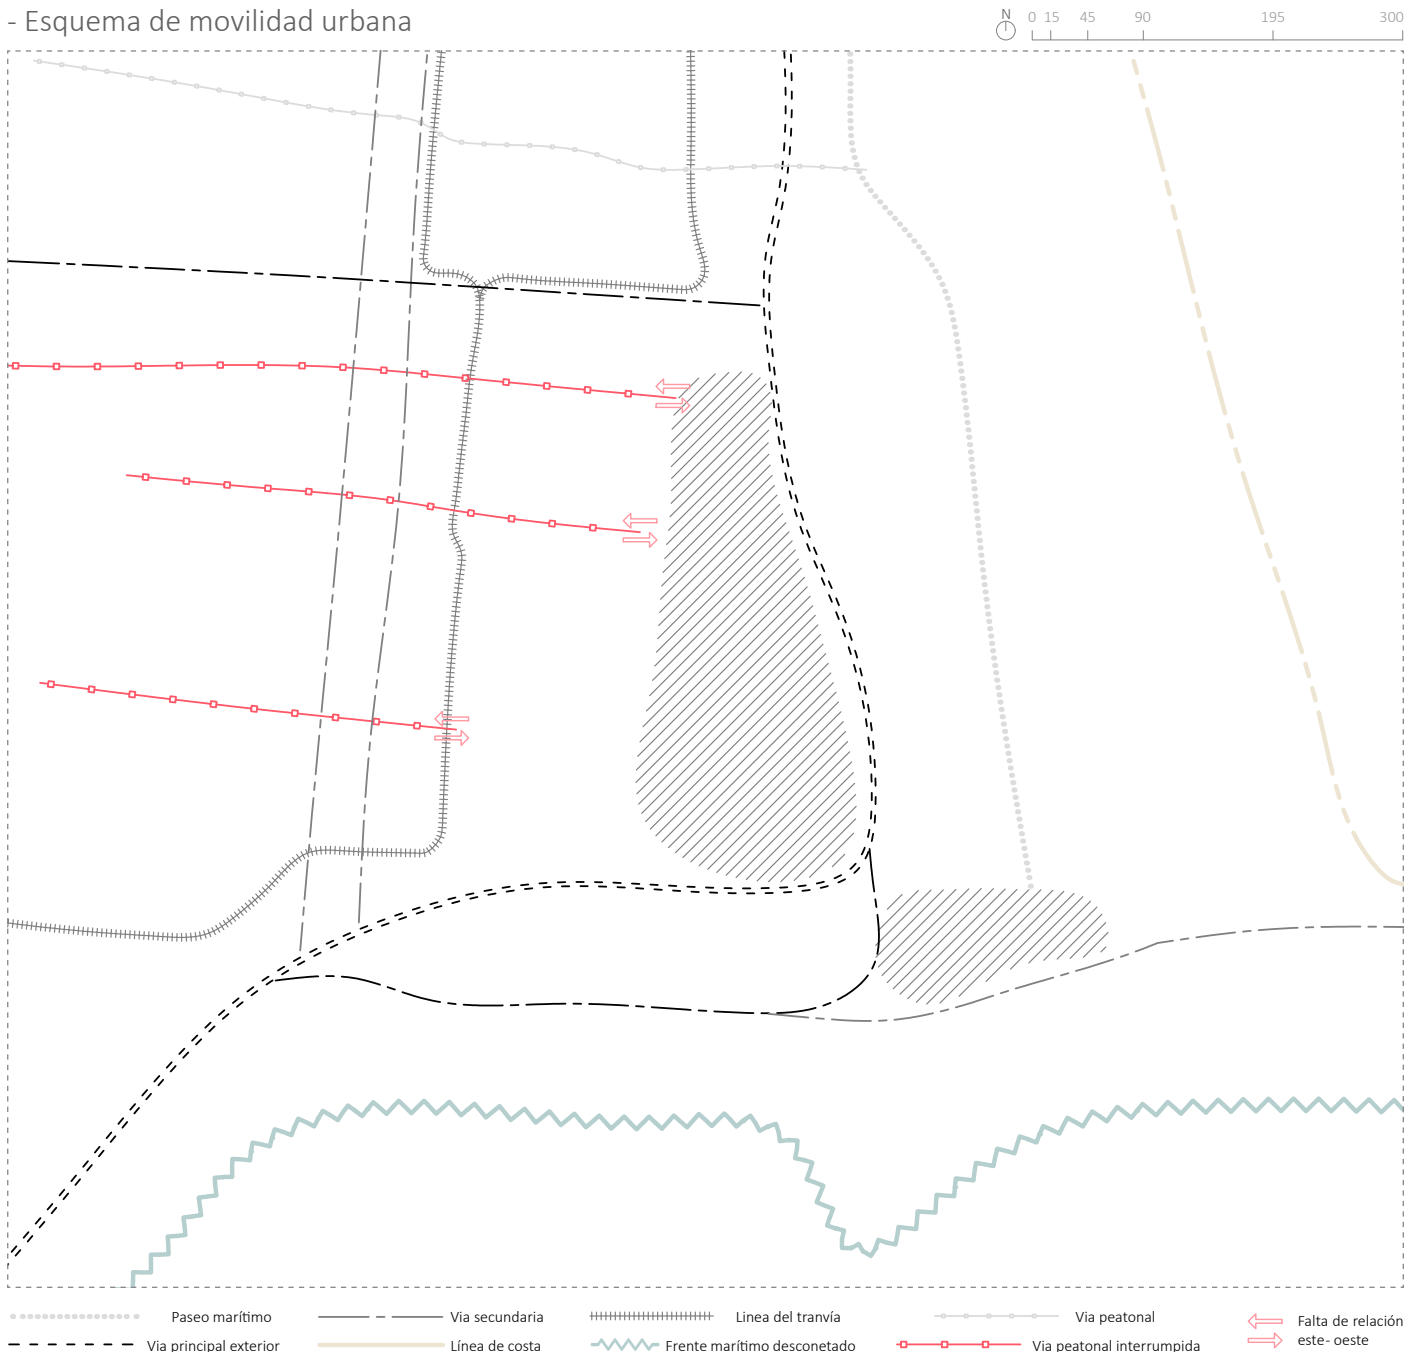 - Esquema de movilidad urbana
N 0 15 45 90 195 300
Paseo marítimo
Via secundaria
Linea del tranvía
Via peatonal
Falta de relación
este- oeste
Via principal exterior
Línea de costa
Frente marítimo desconetado
Via peatonal interrumpida